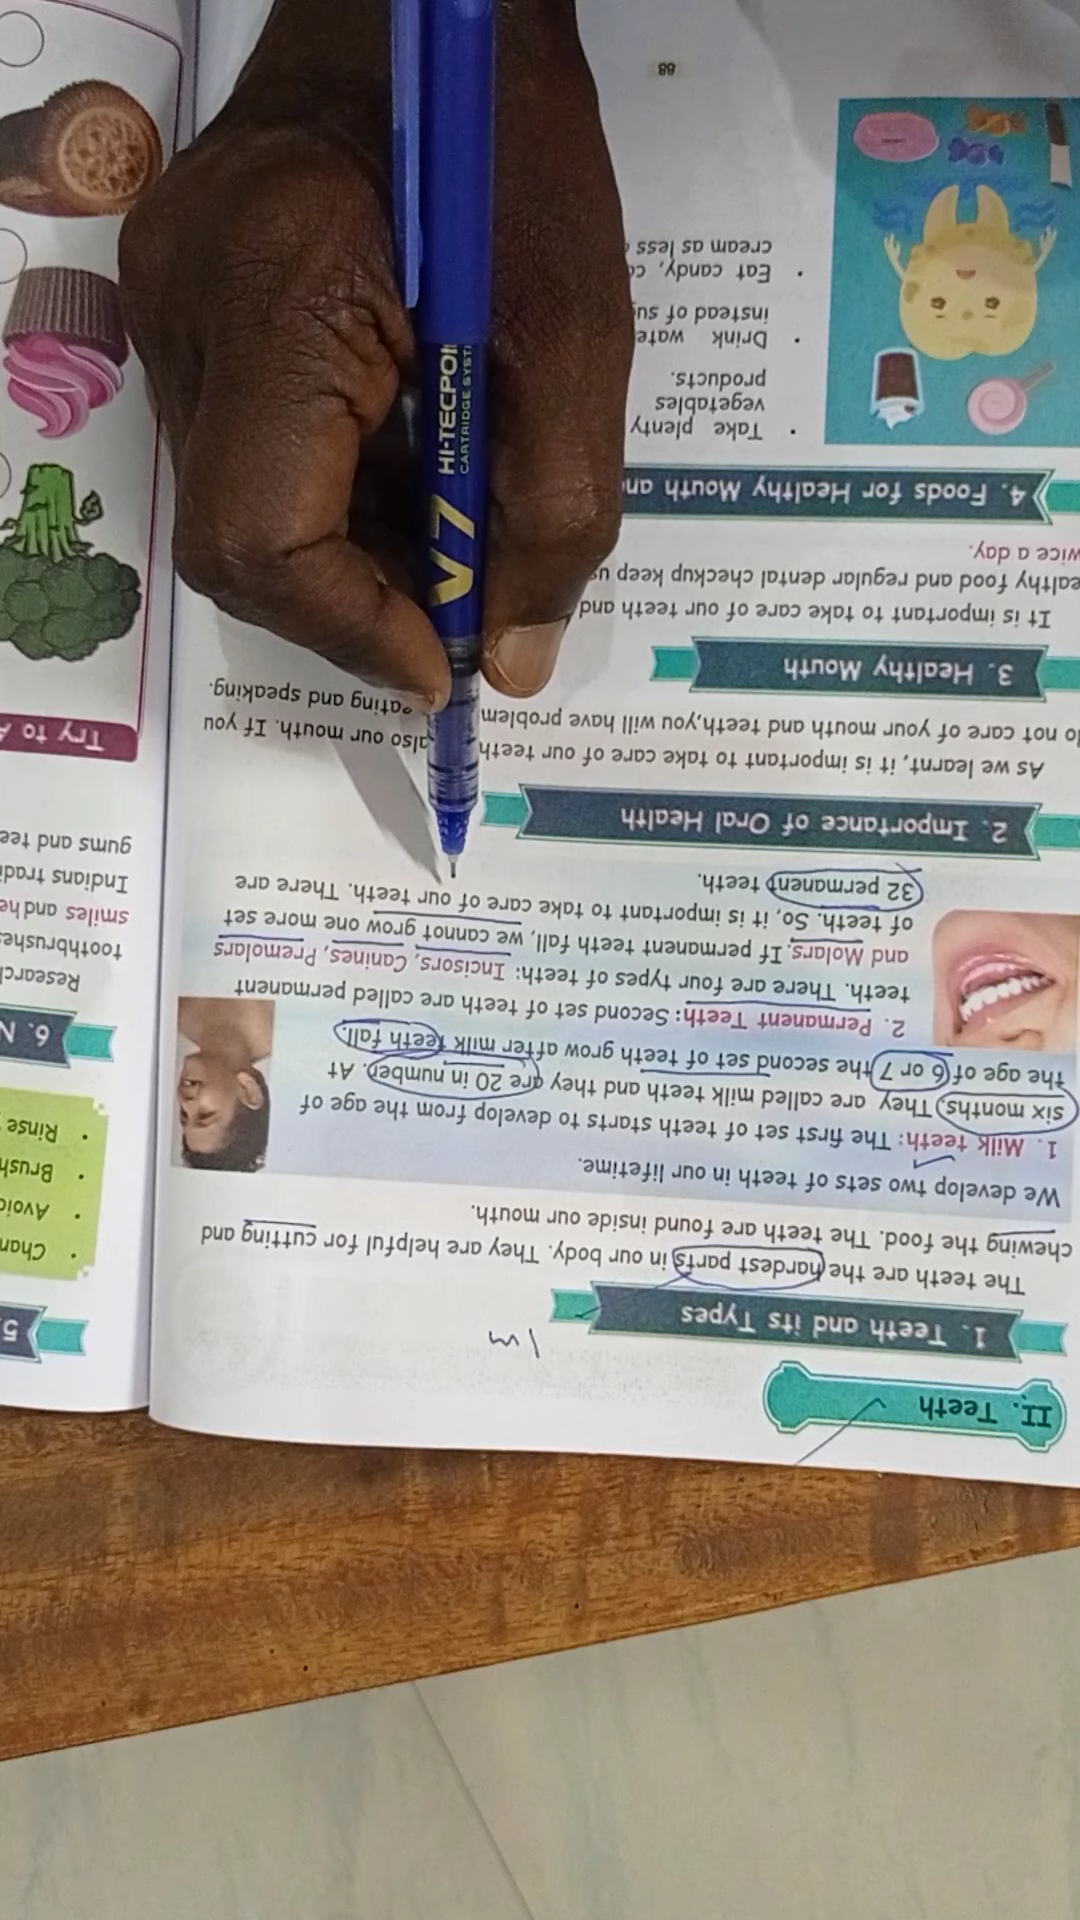 II. Teeth
1 m
1. Teeth and its Types
The teeth are the hardest parts in our body. They are helpful for cutting and
chewing the food. The teeth are found inside our mouth.
We develop two sets of teeth in our lifetime.
1. Milk teeth: The first set of teeth starts to develop from the age of
six months. They are called milk teeth and they are 20 in number. At
the age of 6 or 7 the second set of teeth grow after milk teeth fall.
2. Permanent Teeth: Second set of teeth are called permanent
teeth. There are four types of teeth: Incisors, Canines, Premolars
and Molars. If permanent teeth fall, we cannot grow one more set
of teeth. So, it is important to take care of our teeth. There are
32 permanent teeth.
2. Importance of Oral Health
As we learnt, it is important to take care of our teeth also our mouth. If you
do not care of your mouth and teeth, you will have problem eating and speaking.
3. Healthy Mouth
It is important to take care of our teeth and
ealthy food and regular dental checkup keep us
wice a day.
4. Foods for Healthy Mouth and
• Take plenty
vegetables
products.
• Drink wate
instead of su
• Eat candy, co
cream as less
88
5
• Chan
• Avoi
• Brush
• Rinse
6. N
Research
toothbrushes
smiles and he
Indians tradi
gums and tee
Try to A
V7 HI-TECPOI
CARTRIDGE SYST